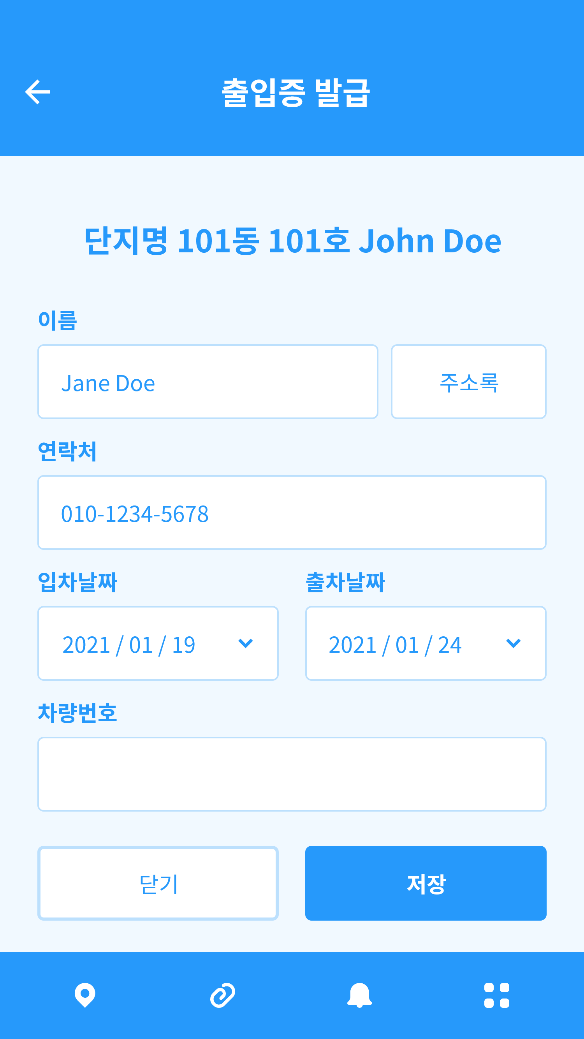 출입증 발급
단지명 101동 101호 John Doe
이름
Jane Doe
주소록
연락처
010-1234-5678
입차날짜 출차날짜
2021 / 01 / 19 2021 / 01 / 24
차량번호
닫기 저장